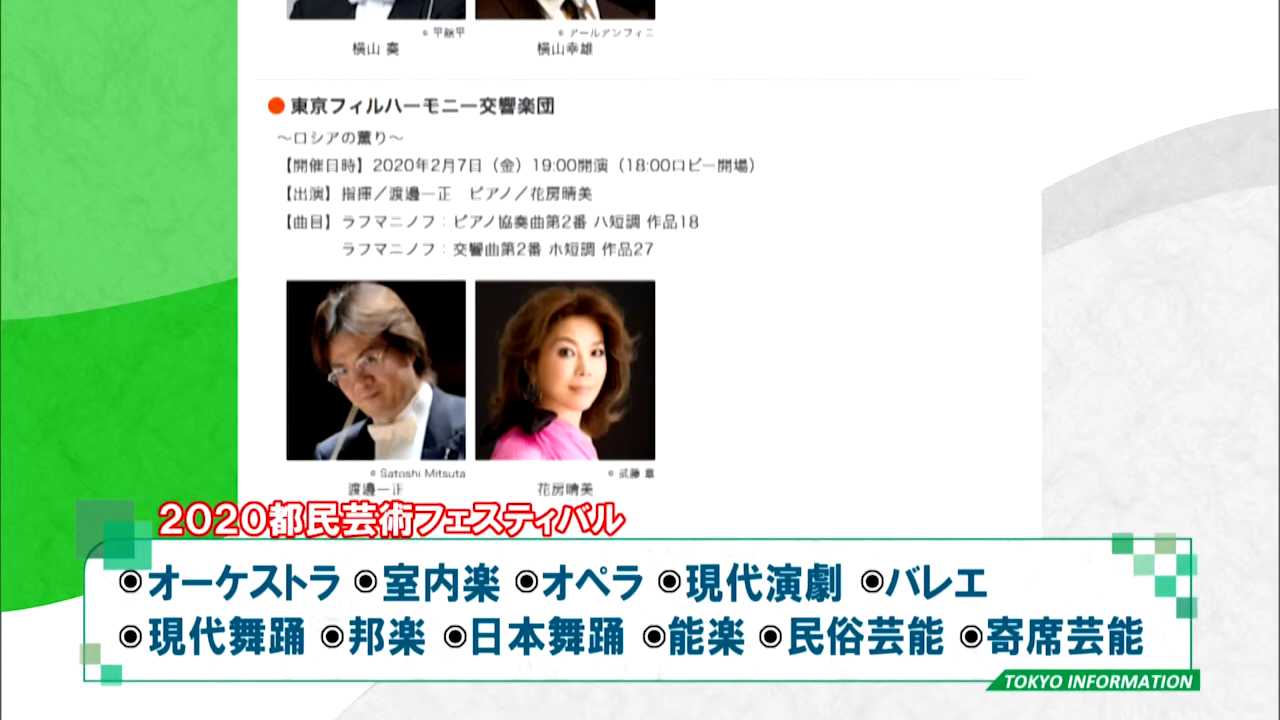 © 平舘平
© アールアンフィニ
横山 奏
横山幸雄
●東京フィルハーモニー交響楽団
～ロシアの薫り～
【開催日時】2020年2月7日（金）19:00開演（18:00ロビー開場）
【出演】指揮／渡邊一正　ピアノ／花房晴美
【曲目】ラフマニノフ：ピアノ協奏曲第2番 ハ短調 作品18
ラフマニノフ：交響曲第2番 ホ短調 作品27
© Satoshi Mitsuta
© 武藤 章
渡邊一正
花房晴美
2020都民芸術フェスティバル
◉オーケストラ ◉室内楽 ◉オペラ ◉現代演劇 ◉バレエ
◉現代舞踊 ◉邦楽 ◉日本舞踊 ◉能楽 ◉民俗芸能 ◉寄席芸能
TOKYO INFORMATION